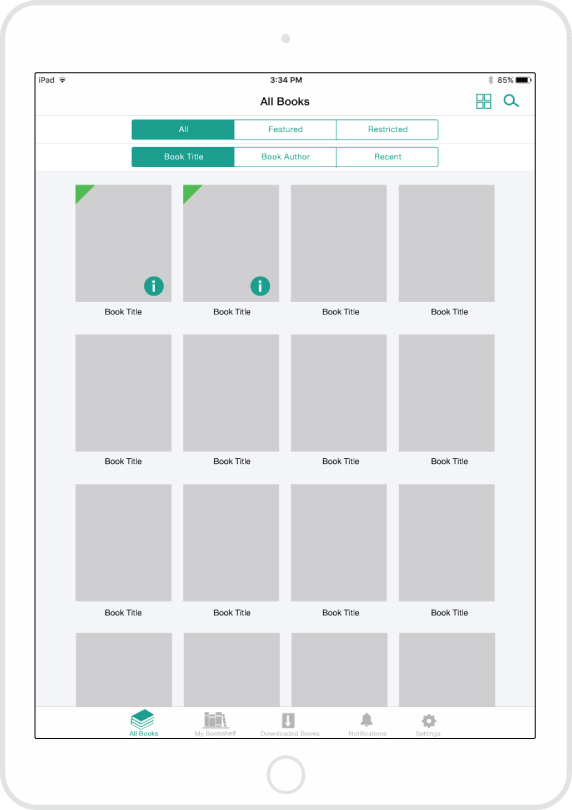 iPad 3:34 PM 85%
All Books
All Featured Restricted
Book Title Book Author Recent
Book Title Book Title Book Title Book Title
Book Title Book Title Book Title Book Title
Book Title Book Title Book Title Book Title
All Books My Bookshelf Downloaded Books Notifications Settings